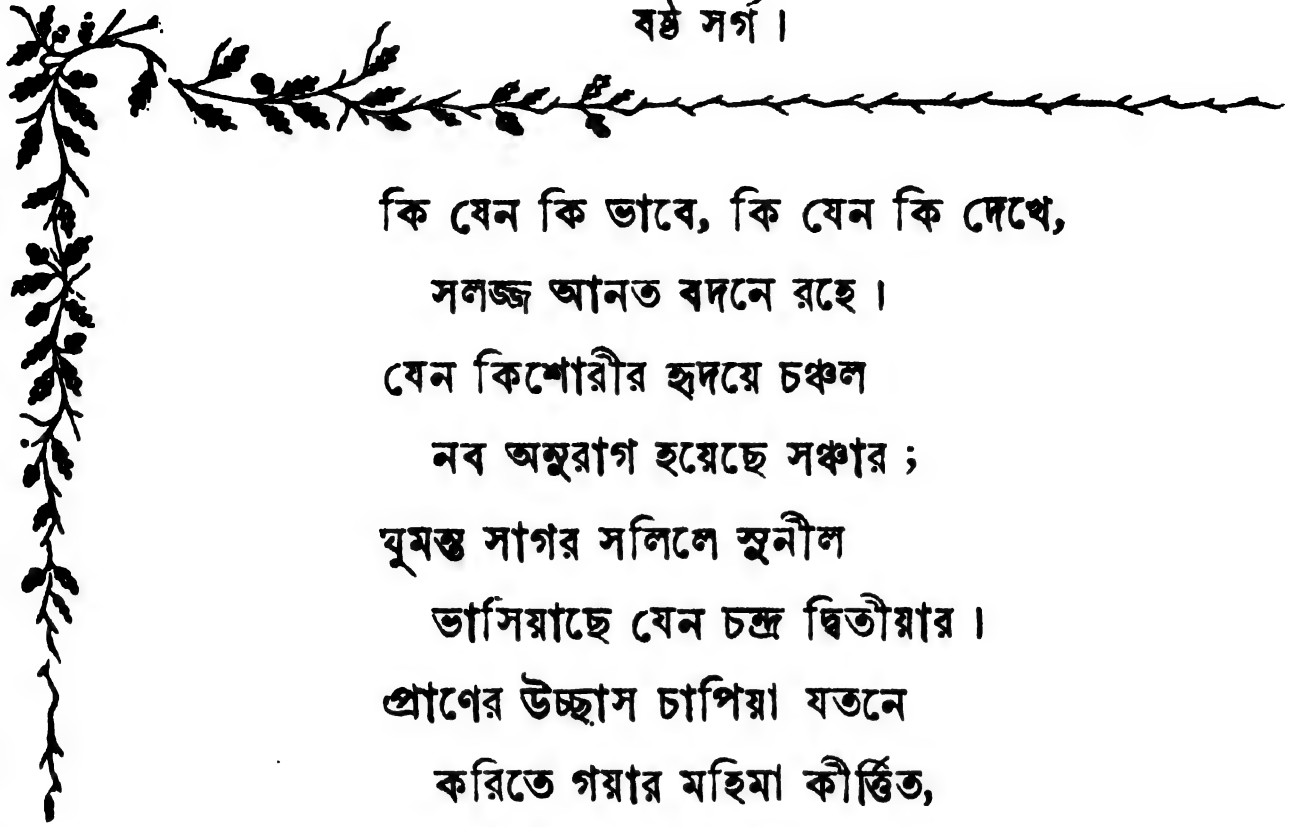 ষষ্ঠ সর্গ।
কি যেন কি ভাবে, কি যেন কি দেখে,
সলজ্জ আনত বদনে রহে।
যেন কিশোরীর হৃদয়ে চঞ্চল
নব অনুরাগ হয়েছে সঞ্চার;
ঘুমন্ত সাগর সলিলে সুনীল
ভাসিয়াছে যেন চন্দ্র দ্বিতীয়ার।
প্রাণের উচ্ছাস চাপিয়া যতনে
করিতে গয়ার মহিমা কীর্ত্তিত,